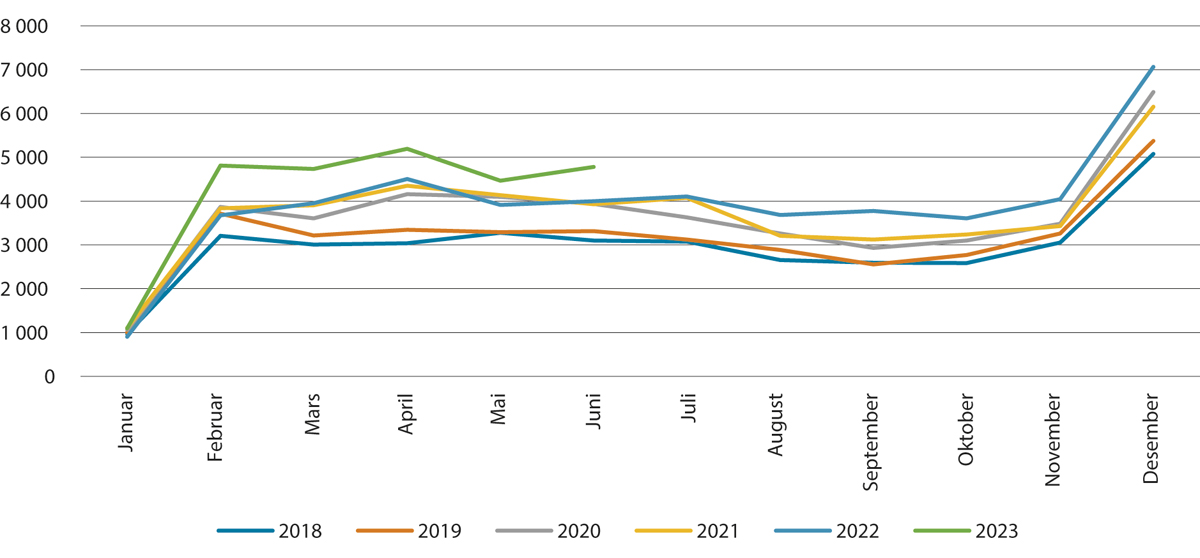 8 000
7 000
6 000
5 000
4 000
3 000
2 000
1 000
0
Januar
Februar
Mars
April
Mai
Juni
Juli
August
September
Oktober
November
Desember
2018 2019 2020 2021 2022 2023